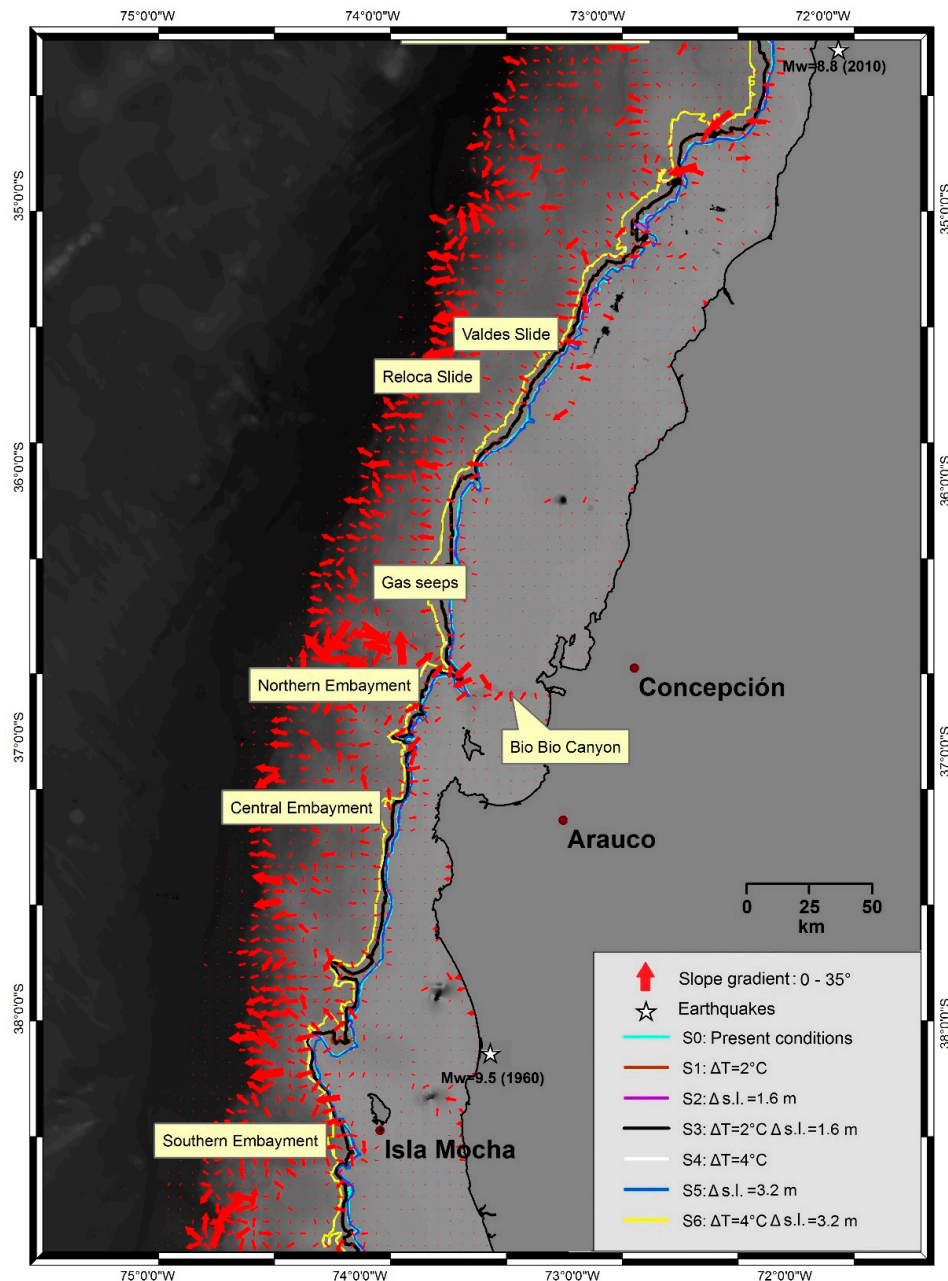 75°0'0"W 74°0'0"W 73°0'0"W 72°0'0"W
Mw=8.8 (2010)
35°0'0"S
35°0'0"S
Valdes Slide
Reloca Slide
36°0'0"S
36°0'0"S
Gas seeps
Northern Embayment
Concepción
Bio Bio Canyon
37°0'0"S
37°0'0"S
Central Embayment
Arauco
0 25 50
km
38°0'0"S
38°0'0"S
Mw=9.5 (1960)
Southern Embayment
Isla Mocha
Slope gradient: 0 - 35°
Earthquakes
S0: Present conditions
S1: ΔT=2°C
S2: Δ s.l. =1.6 m
S3: ΔT=2°C Δ s.l. =1.6 m
S4: ΔT=4°C
S5: Δ s.l. =3.2 m
S6: ΔT=4°C Δ s.l. =3.2 m
75°0'0"W 74°0'0"W 73°0'0"W 72°0'0"W